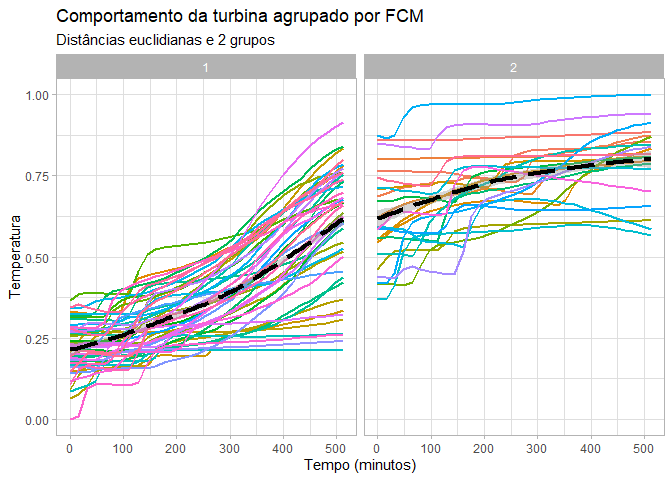 Comportamento da turbina agrupado por FCM
Distâncias euclidianas e 2 grupos
1
2
Temperatura
1.00
0.75
0.50
0.25
0.00
0 100 200 300 400 500
0 100 200 300 400 500
Tempo (minutos)